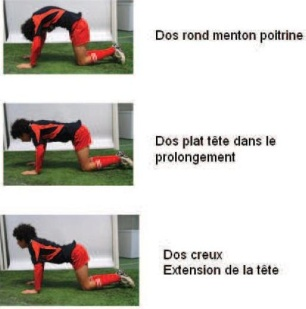 Dos rond menton poitrine
Dos plat tête dans le
prolongement
Dos creux
Extension de la tête